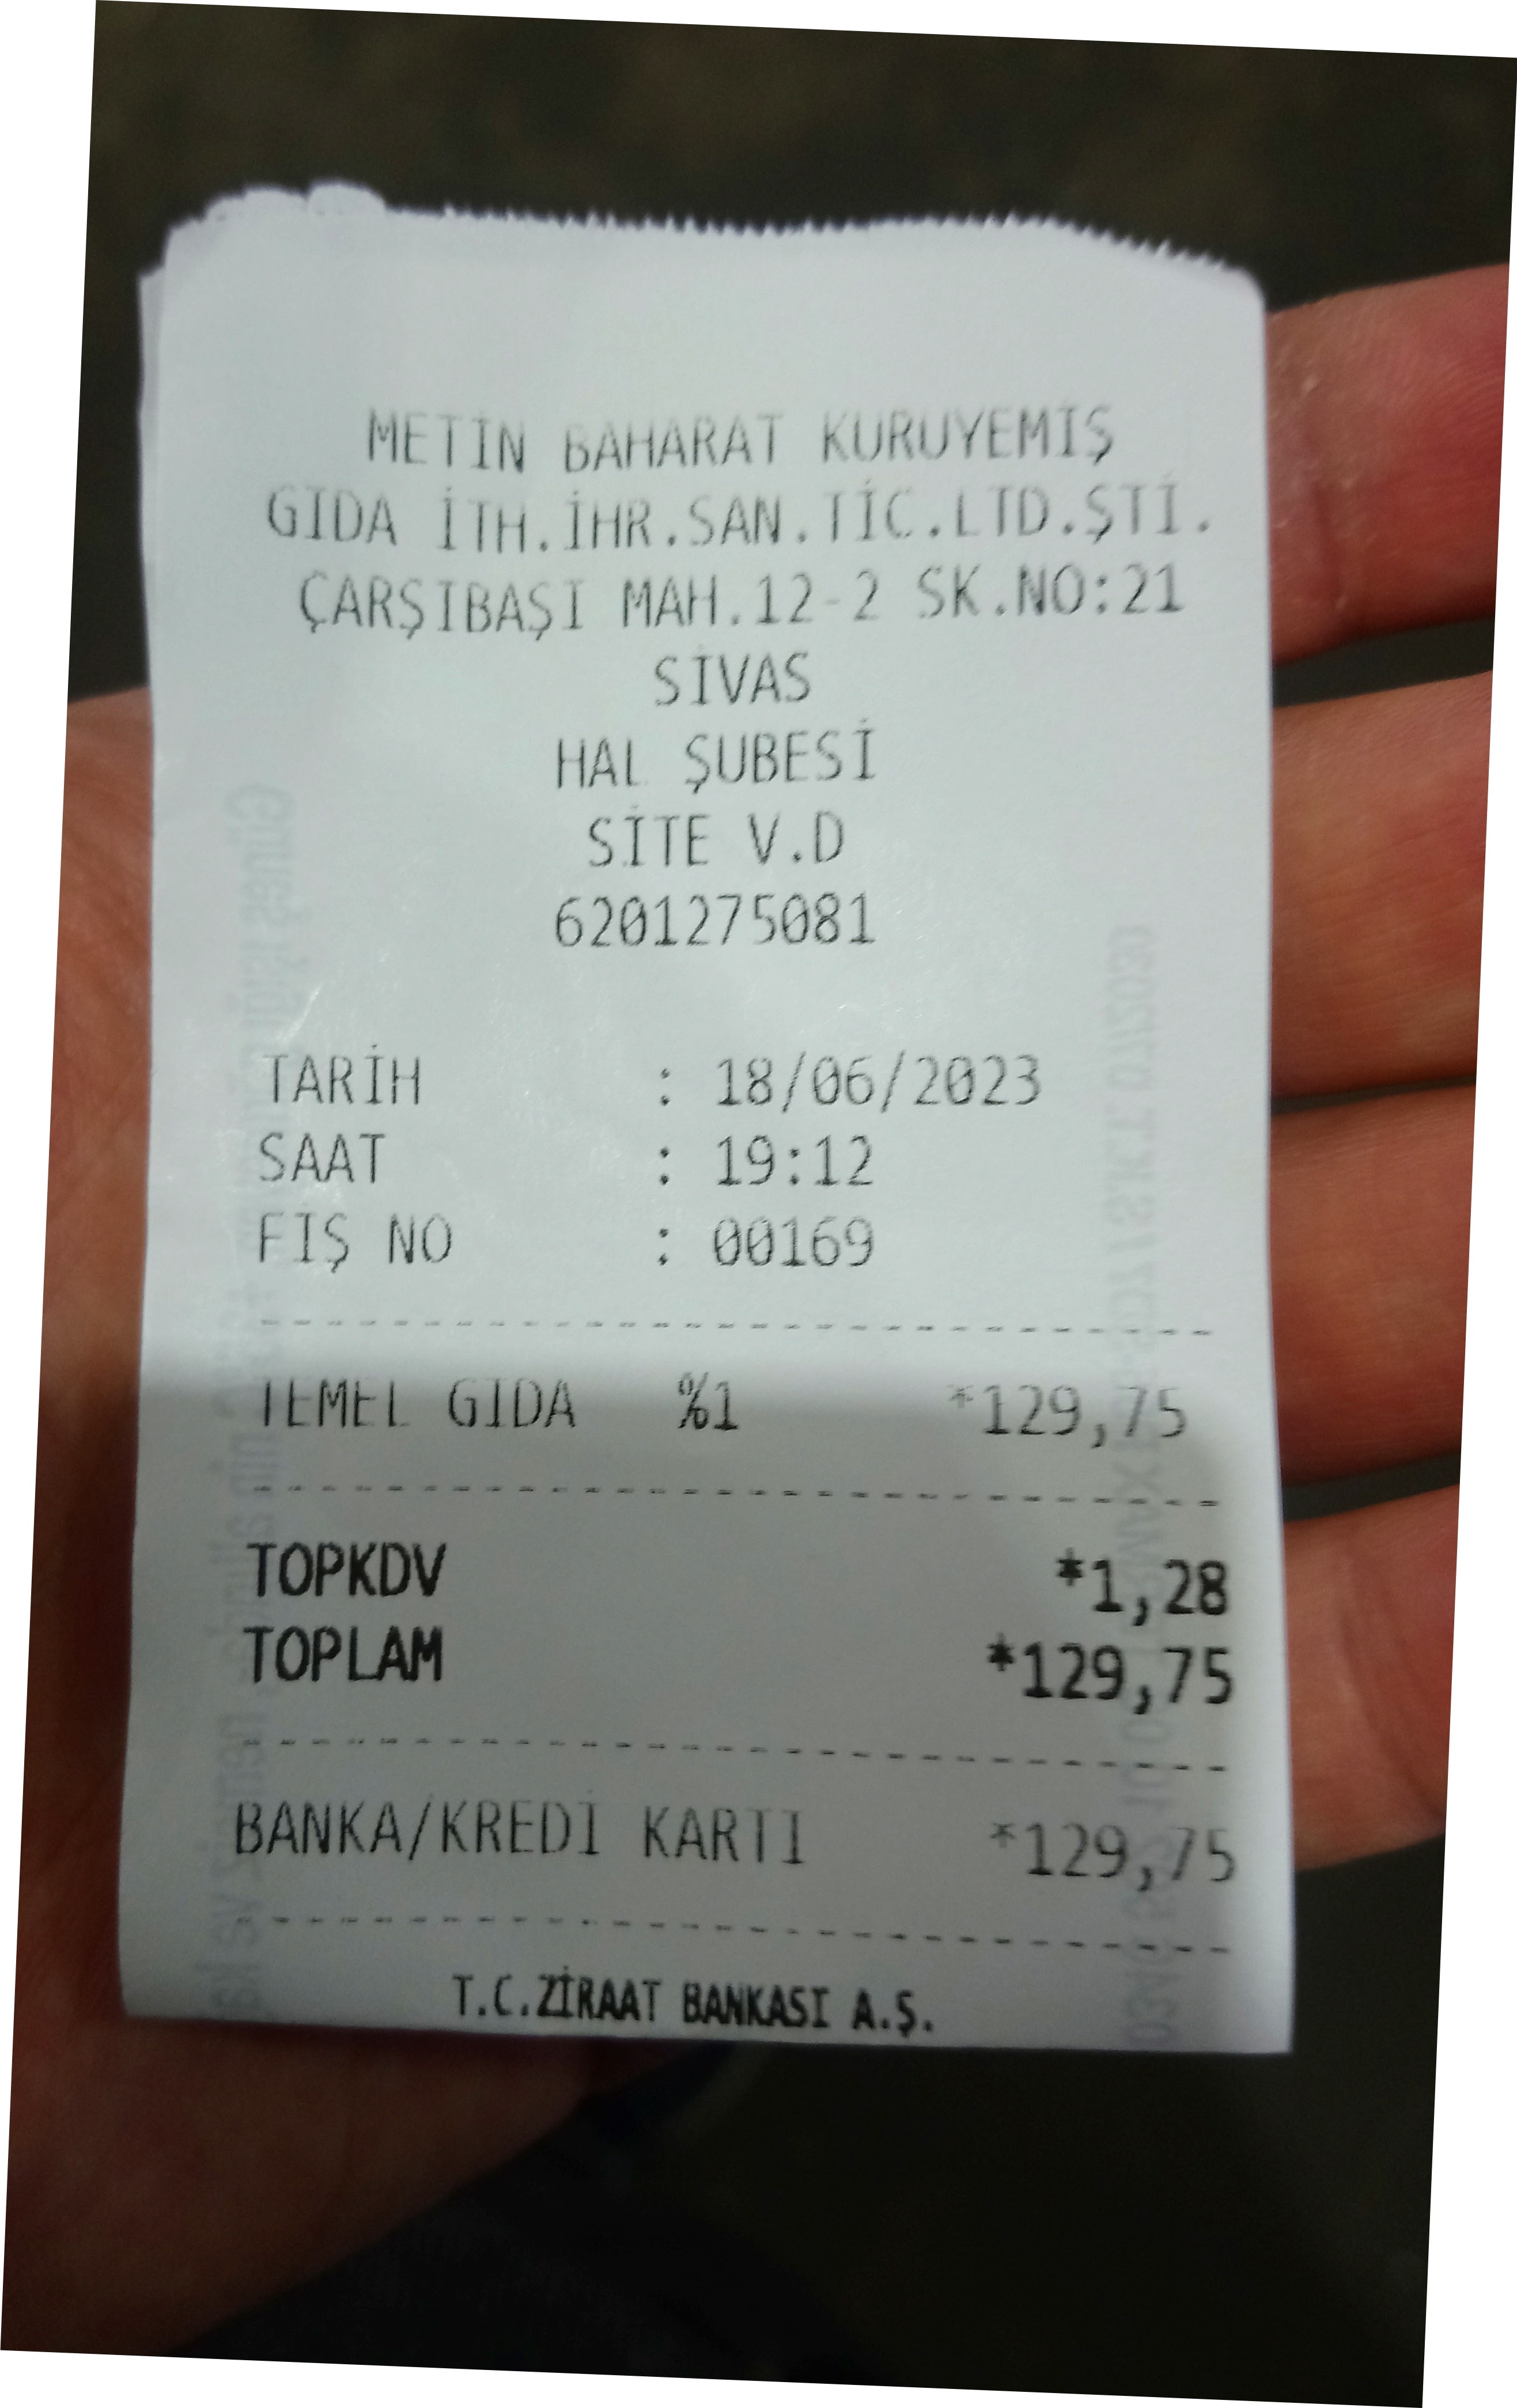 METİN BAHARAT KURUYEMİŞ
GIDA İTH.İHR.SAN.TİC.LTD.ŞTİ.
ÇARŞIBAŞI MAH.12-2 SK.NO:21
SİVAS
HAL ŞUBESİ
SİTE V.D
6201275081
TARİH : 18/06/2023
SAAT : 19:12
FİŞ NO : 00169
TEMEL GIDA %1 *129,75
TOPKDV *1,28
TOPLAM *129,75
BANKA/KREDİ KARTI *129,75
T.C.ZİRAAT BANKASI A.Ş.